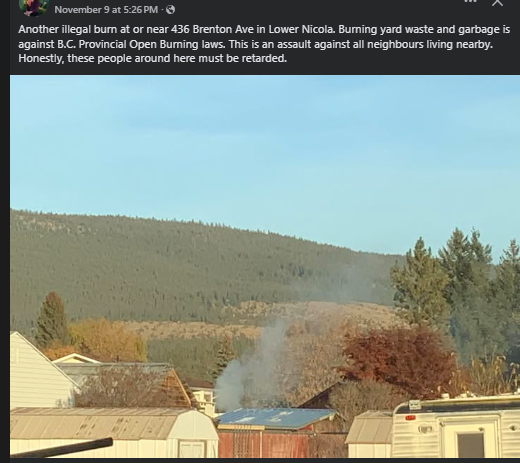 November 9 at 5:26 PM ·
Another illegal burn at or near 436 Brenton Ave in Lower Nicola. Burning yard waste and garbage is
against B.C. Provincial Open Burning laws. This is an assault against all neighbours living nearby.
Honestly, these people around here must be retarded.